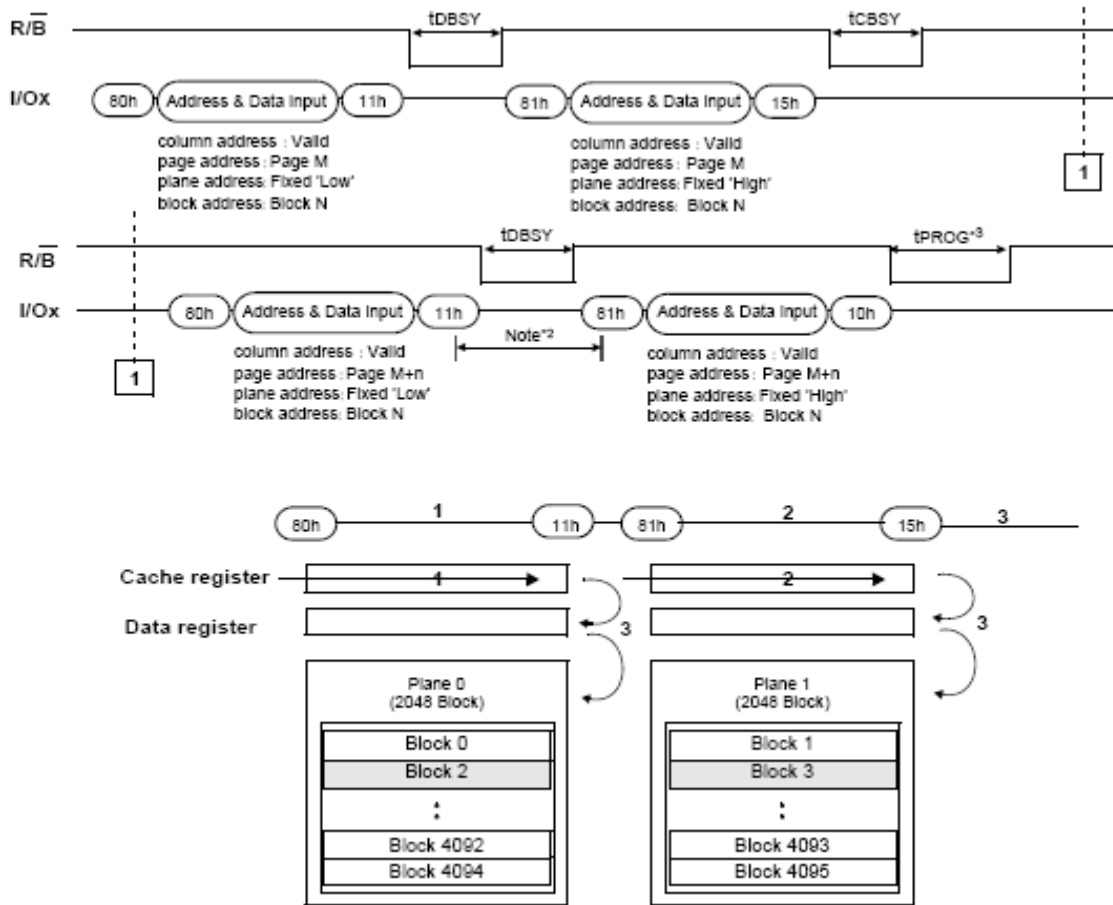 tDBSY tCBSY
R/B
I/Ox 80h Address & Data Input 11h 81h Address & Data Input 15h
column address : Valid column address : Valid
page address : Page M page address : Page M
plane address: Fixed 'Low' plane address: Fixed 'High'
block address: Block N block address: Block N
1
tDBSY tPROG*3
R/B
I/Ox 80h Address & Data Input 11h 81h Address & Data Input 10h
Note*2
1
column address : Valid column address : Valid
page address : Page M+n page address : Page M+n
plane address: Fixed 'Low' plane address: Fixed 'High'
block address: Block N block address: Block N
80h 1 11h 81h 2 15h 3
Cache register 1 2
Data register 3 3
Plane 0 Plane 1
(2048 Block) (2048 Block)
Block 0 Block 1
Block 2 Block 3
: :
Block 4092 Block 4093
Block 4094 Block 4095